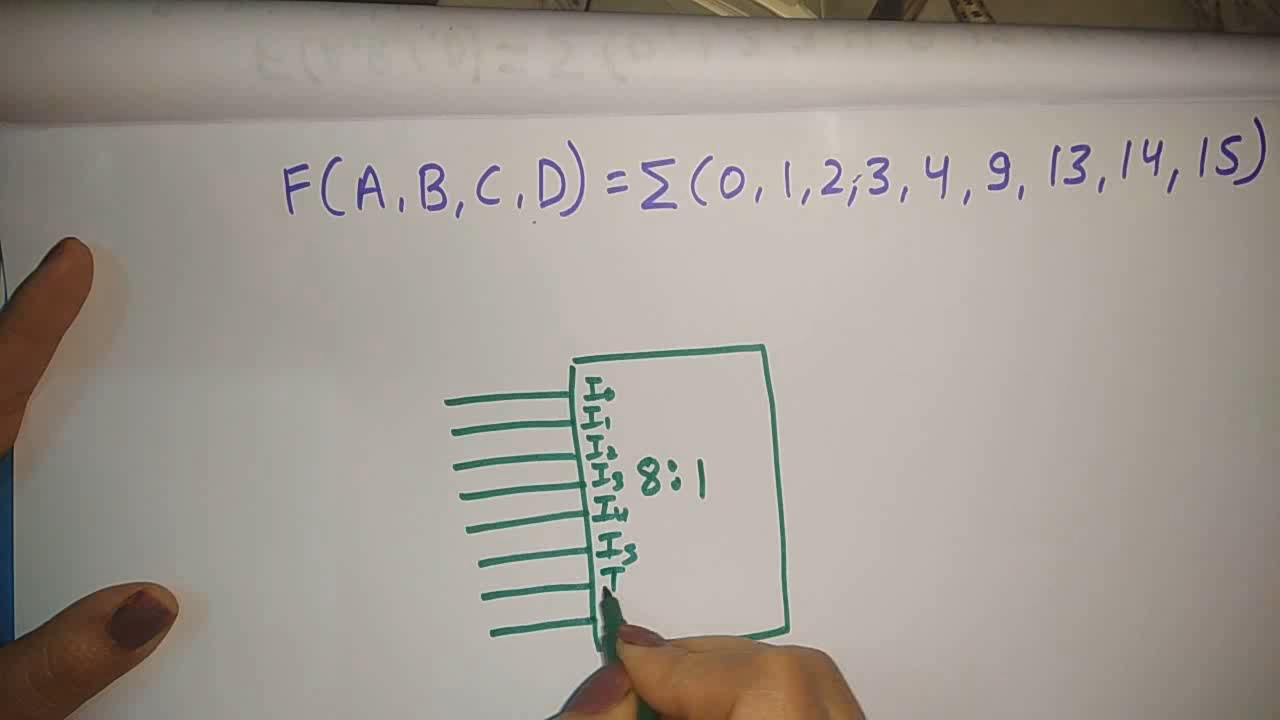 F(A,B,C,D)=Σ(0,1,2,3,4,9,13,14,15)
I₀
I₁
I₂
I₃ 8:1
I₄
I₅
I